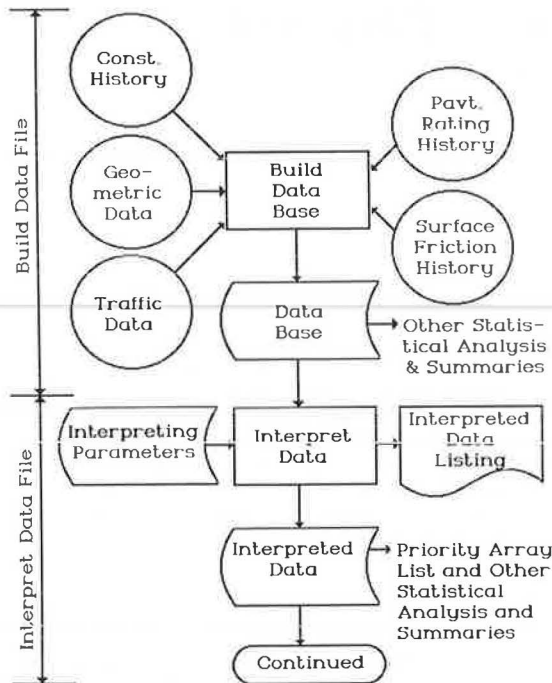 Build Data File
Const.
History
Geo-
metric
Data
Traffic
Data
Build
Data
Base
Pavt.
Rating
History
Surface
Friction
History
Data
Base
Other Statis-
tical Analysis
& Summaries
Interpret Data File
Interpreting
Parameters
Interpret
Data
Interpreted
Data
Listing
Interpreted
Data
Priority Array
List and Other
Statistical
Analysis and
Summaries
Continued